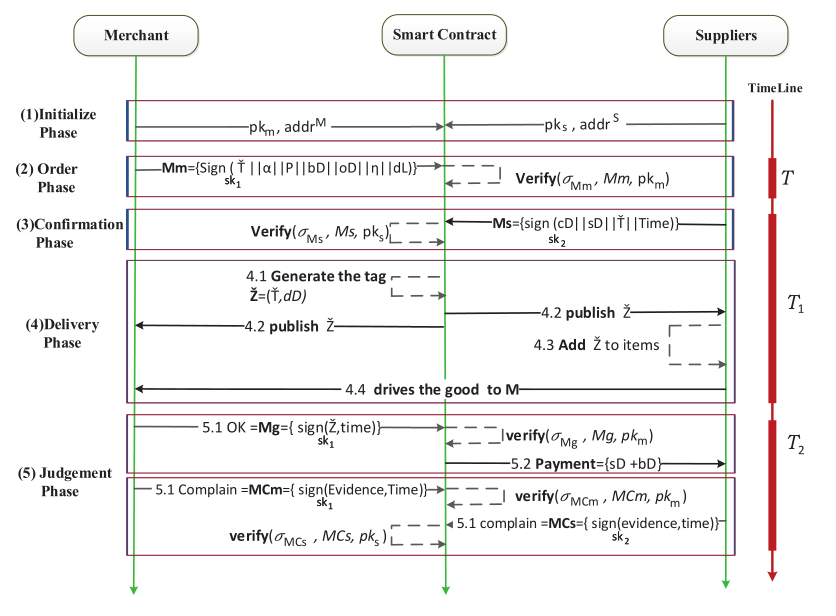 Merchant
Smart Contract
Suppliers
TimeLine
(1)Initialize
Phase
pkm, addrM
pks , addrS
(2) Order
Phase
Mm={Sign ( Ť ||α||P||bD||oD||η||dL)}
sk1
Verify(σMm , Mm, pkm)
T
(3)Confirmation
Phase
Verify(σMs , Ms, pks)
Ms={sign (cD||sD||Ť||Time)}
sk2
(4)Delivery
Phase
4.1 Generate the tag
Ž=(Ť,dD)
4.2 publish Ž
4.2 publish Ž
4.3 Add Ž to items
4.4 drives the good to M
T1
(5) Judgement
Phase
5.1 OK =Mg={ sign(Ž,time)}
sk1
verify(σMg , Mg, pkm)
5.2 Payment={sD +bD}
T2
5.1 Complain =MCm={ sign(Evidence,Time)}
sk1
verify(σMCm , MCm, pkm)
5.1 complain =MCs={ sign(evidence,time)}
sk2
verify(σMCs , MCs, pks)